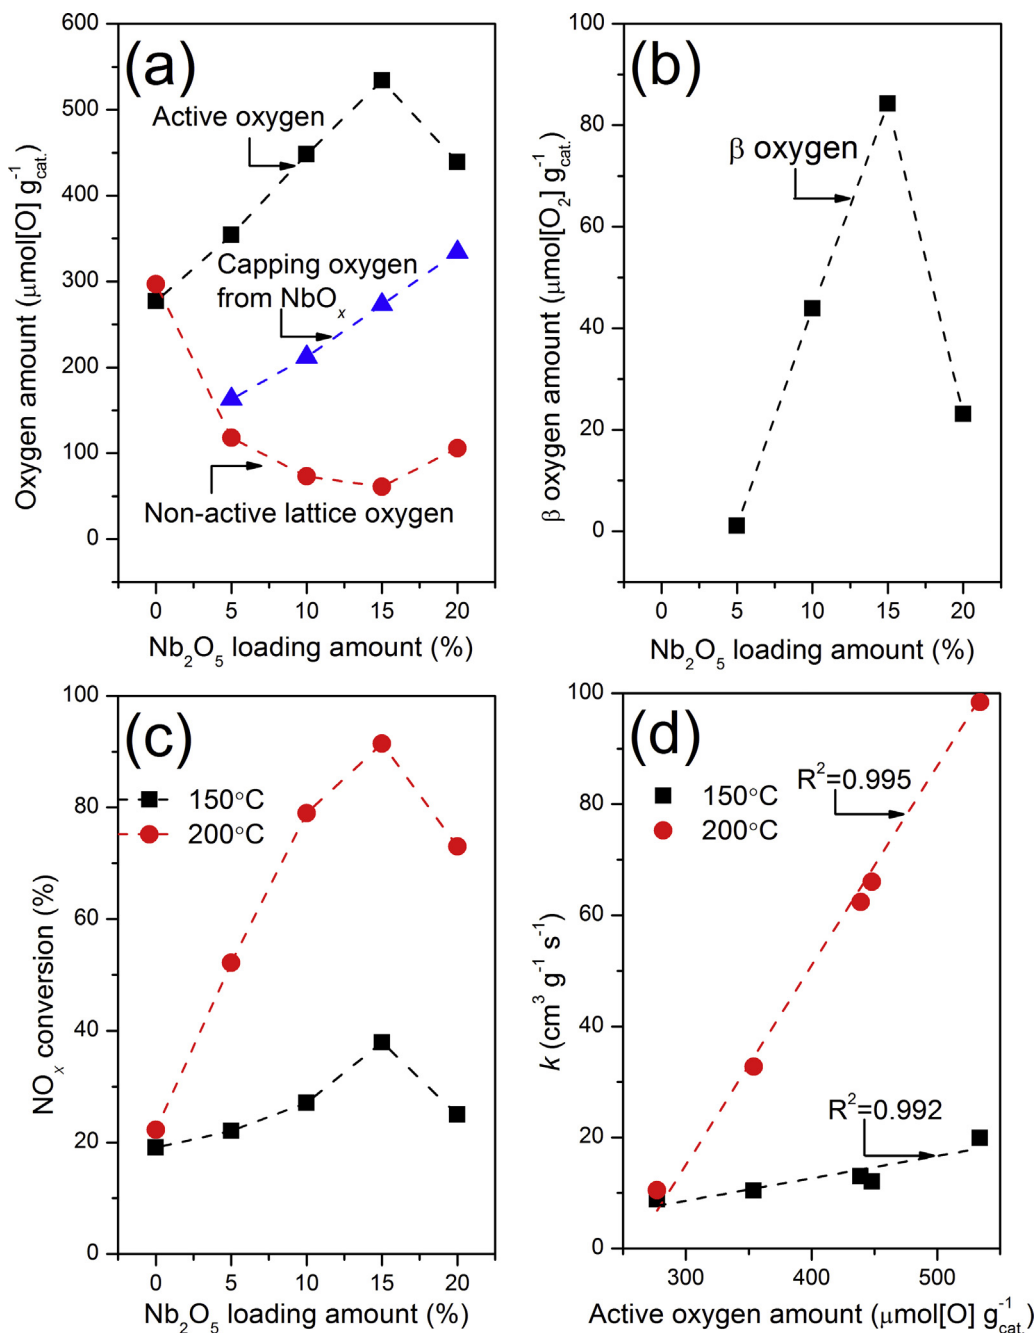 (a)
600
500
400
300
200
100
0
Oxygen amount (μmol[O] g⁻¹cat.)
Active oxygen
Capping oxygen
from NbOₓ
Non-active lattice oxygen
0 5 10 15 20
Nb₂O₅ loading amount (%)
(b)
100
80
60
40
20
0
β oxygen amount (μmol[O₂] g⁻¹cat.)
β oxygen
0 5 10 15 20
Nb₂O₅ loading amount (%)
(c)
100
80
60
40
20
0
NOₓ conversion (%)
150°C
200°C
0 5 10 15 20
Nb₂O₅ loading amount (%)
(d)
100
80
60
40
20
0
k (cm³ g⁻¹ s⁻¹)
150°C
200°C
R²=0.995
R²=0.992
300 400 500
Active oxygen amount (μmol[O] g⁻¹cat.)